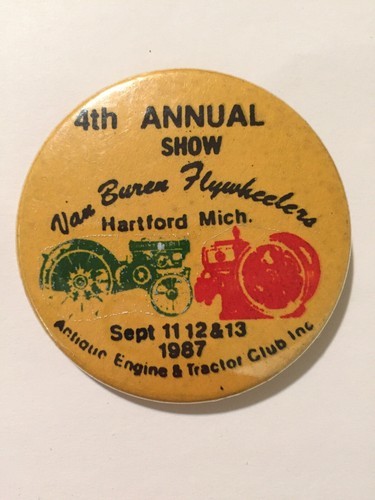 4th ANNUAL
SHOW
Van Buren Flywheelers
Hartford Mich.
Sept 11 12 & 13
1987
Antique Engine & Tractor Club Inc